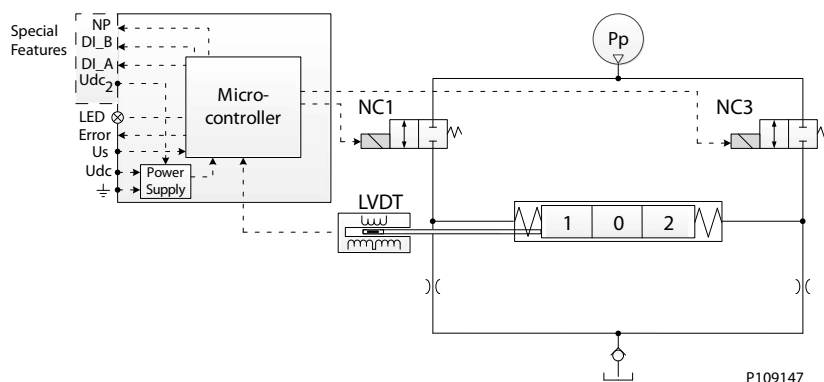 Special
Features
NP
DI_B
DI_A
Udc
2
LED
Error
Us
Udc
Micro-
controller
Power
Supply
Pp
NC1
NC3
LVDT
1 0 2
P109147